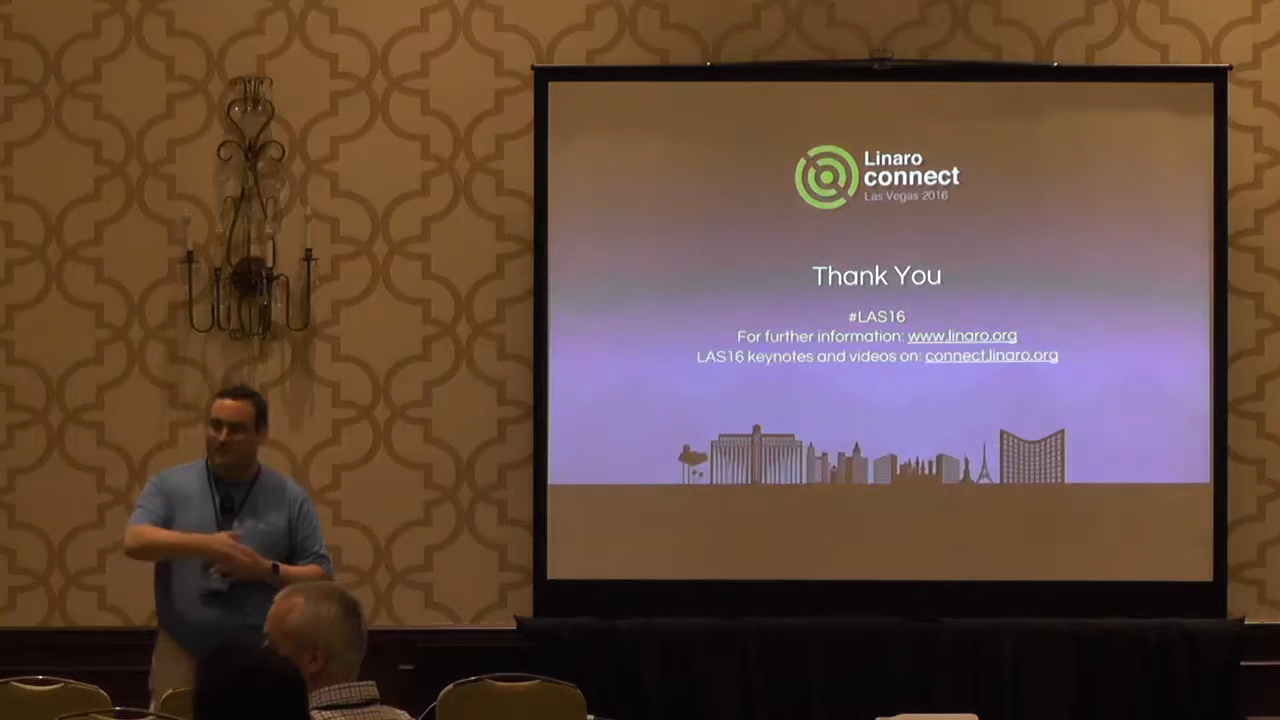 Linaro
connect
Las Vegas 2016
Thank You
#LAS16
For further information: www.linaro.org
LAS16 keynotes and videos on: connect.linaro.org